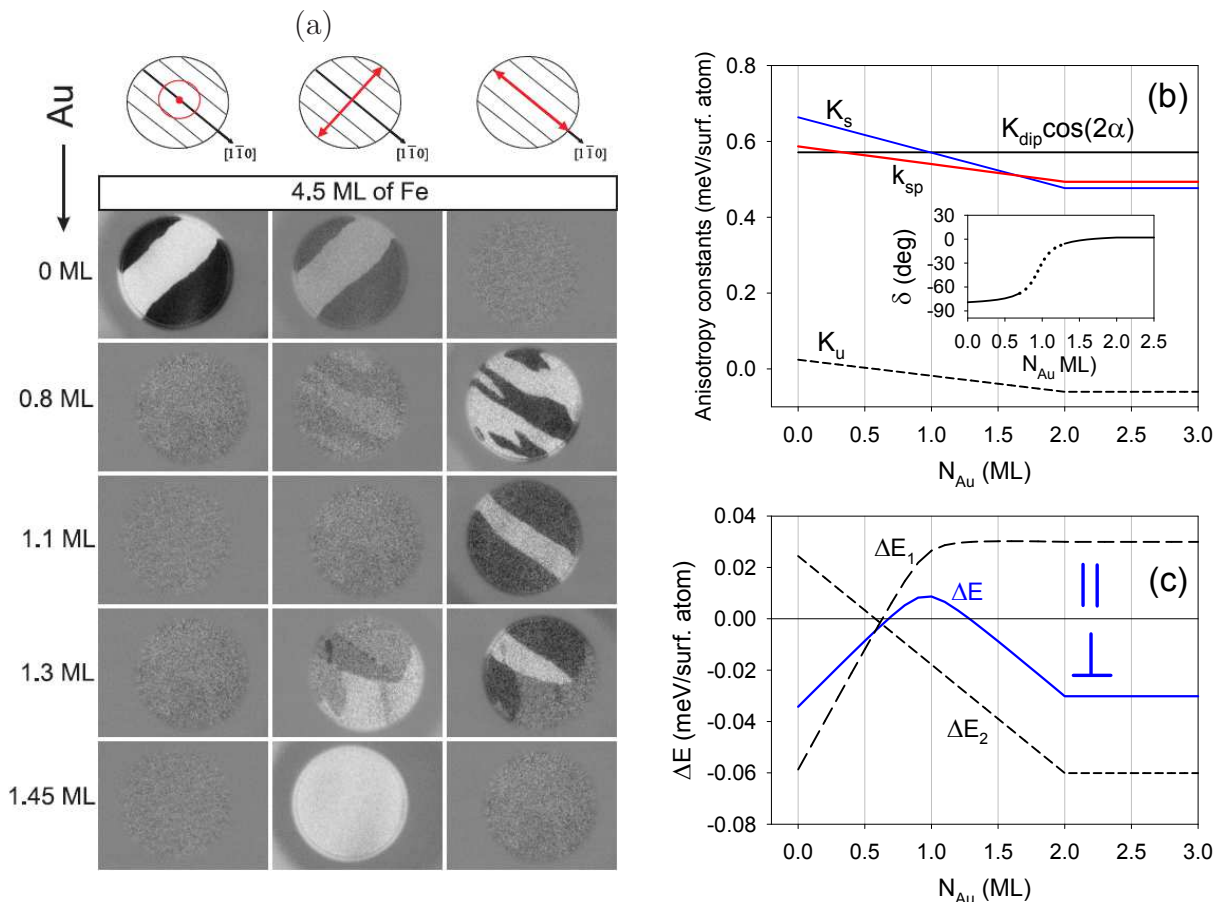 (a)
Au
[11̄0]
[11̄0]
[11̄0]
4.5 ML of Fe
0 ML
0.8 ML
1.1 ML
1.3 ML
1.45 ML
(b)
Anisotropy constants (meV/surf. atom)
0.8
0.6
0.4
0.2
0.0
K_s
K_dip cos(2α)
k_sp
K_u
δ (deg)
30
0
-30
-60
-90
0.0 0.5 1.0 1.5 2.0 2.5
N_Au ML)
0.0 0.5 1.0 1.5 2.0 2.5 3.0
N_Au (ML)
(c)
ΔE (meV/surf. atom)
0.04
0.02
0.00
-0.02
-0.04
-0.06
-0.08
ΔE_1
ΔE
ΔE_2
||
⊥
0.0 0.5 1.0 1.5 2.0 2.5 3.0
N_Au (ML)